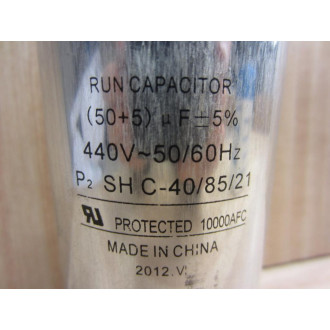 RUN CAPACITOR
(50+5) μF±5%
440V~50/60Hz
P₂ SH C-40/85/21
RU PROTECTED 10000AFC
MADE IN CHINA
2012.V